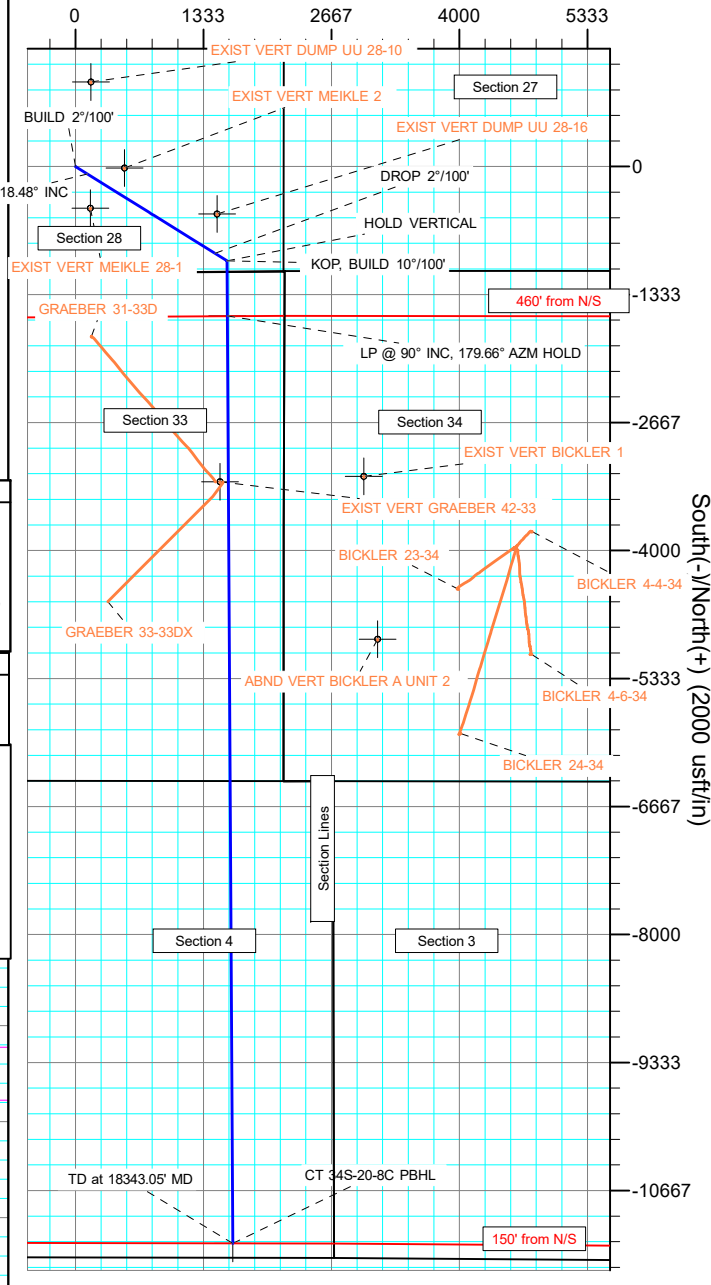 0 1333 2667 4000 5333
EXIST VERT DUMP UU 28-10
Section 27
EXIST VERT MEIKLE 2
BUILD 2°/100'
EXIST VERT DUMP UU 28-16
0
DROP 2°/100'
18.48° INC
HOLD VERTICAL
Section 28
EXIST VERT MEIKLE 28-1
KOP, BUILD 10°/100'
460' from N/S
-1333
GRAEBER 31-33D
LP @ 90° INC, 179.66° AZM HOLD
Section 33
Section 34
-2667
EXIST VERT BICKLER 1
EXIST VERT GRAEBER 42-33
South(-)/North(+) (2000 usft/in)
-4000
BICKLER 23-34
BICKLER 4-4-34
GRAEBER 33-33DX
ABND VERT BICKLER A UNIT 2
-5333
BICKLER 4-6-34
BICKLER 24-34
-6667
Section Lines
Section 4
Section 3
-8000
-9333
TD at 18343.05' MD
CT 34S-20-8C PBHL
-10667
150' from N/S